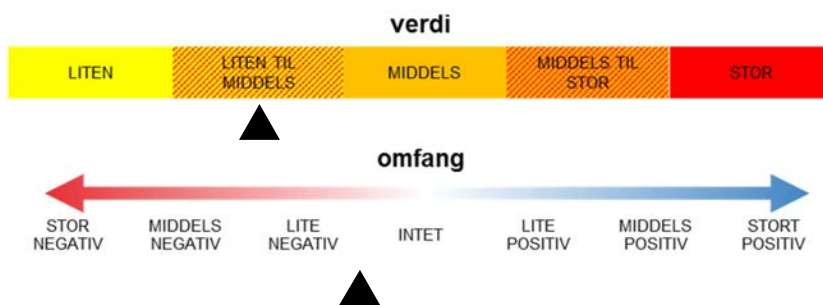 verdi
LITEN
LITEN TIL
MIDDELS
MIDDELS
MIDDELS TIL
STOR
STOR
omfang
STOR
NEGATIV
MIDDELS
NEGATIV
LITE
NEGATIV
INTET
LITE
POSITIV
MIDDELS
POSITIV
STORT
POSITIV